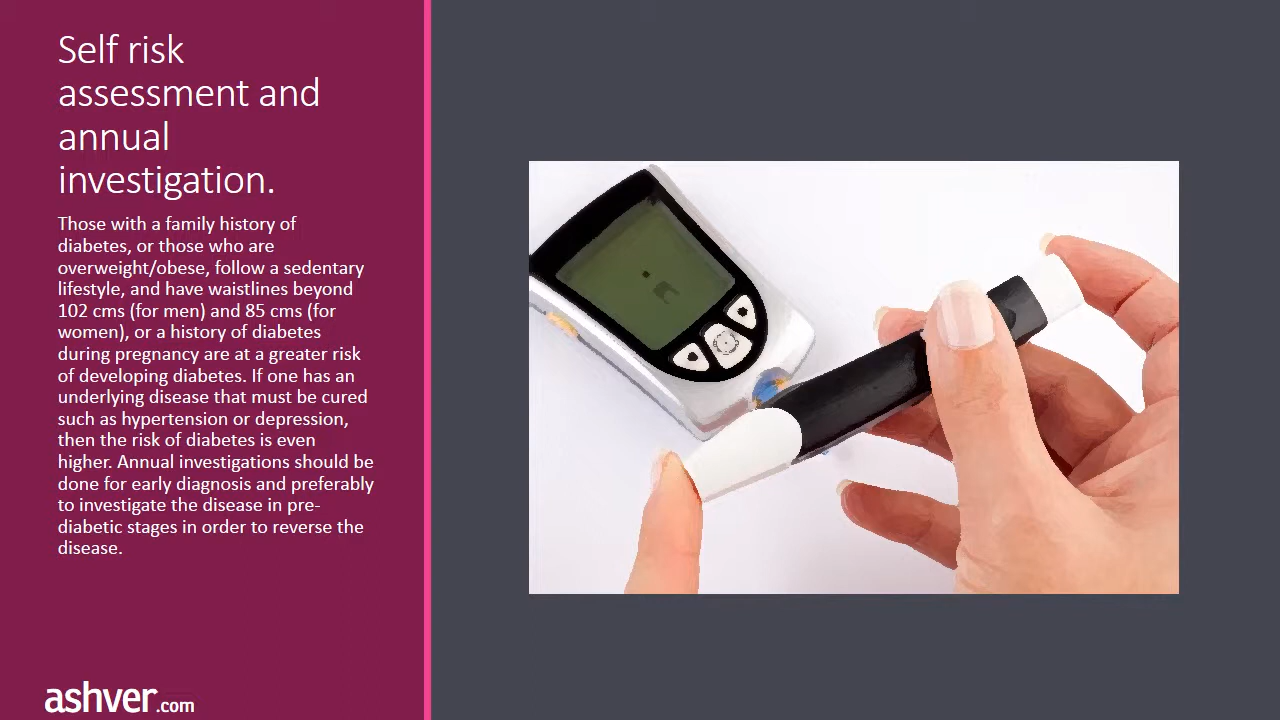 Self risk
assessment and
annual
investigation.
Those with a family history of
diabetes, or those who are
overweight/obese, follow a sedentary
lifestyle, and have waistlines beyond
102 cms (for men) and 85 cms (for
women), or a history of diabetes
during pregnancy are at a greater risk
of developing diabetes. If one has an
underlying disease that must be cured
such as hypertension or depression,
then the risk of diabetes is even
higher. Annual investigations should be
done for early diagnosis and preferably
to investigate the disease in pre-
diabetic stages in order to reverse the
disease.
ashver.com